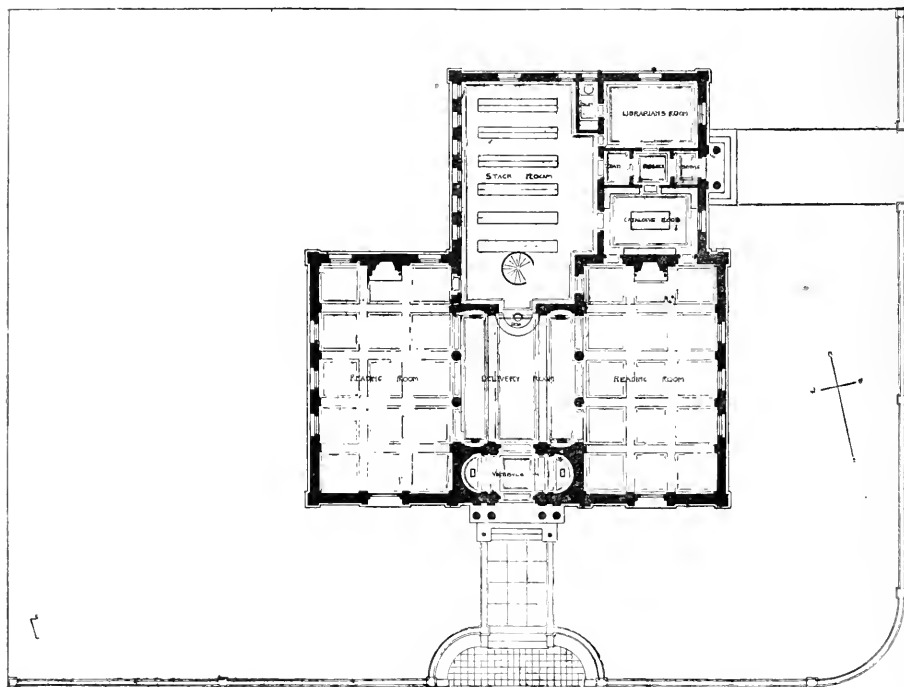 LIBRARIAN'S ROOM
STACK ROOM
CATALOGUE ROOM
READING ROOM
DELIVERY ROOM
READING ROOM
VESTIBULE